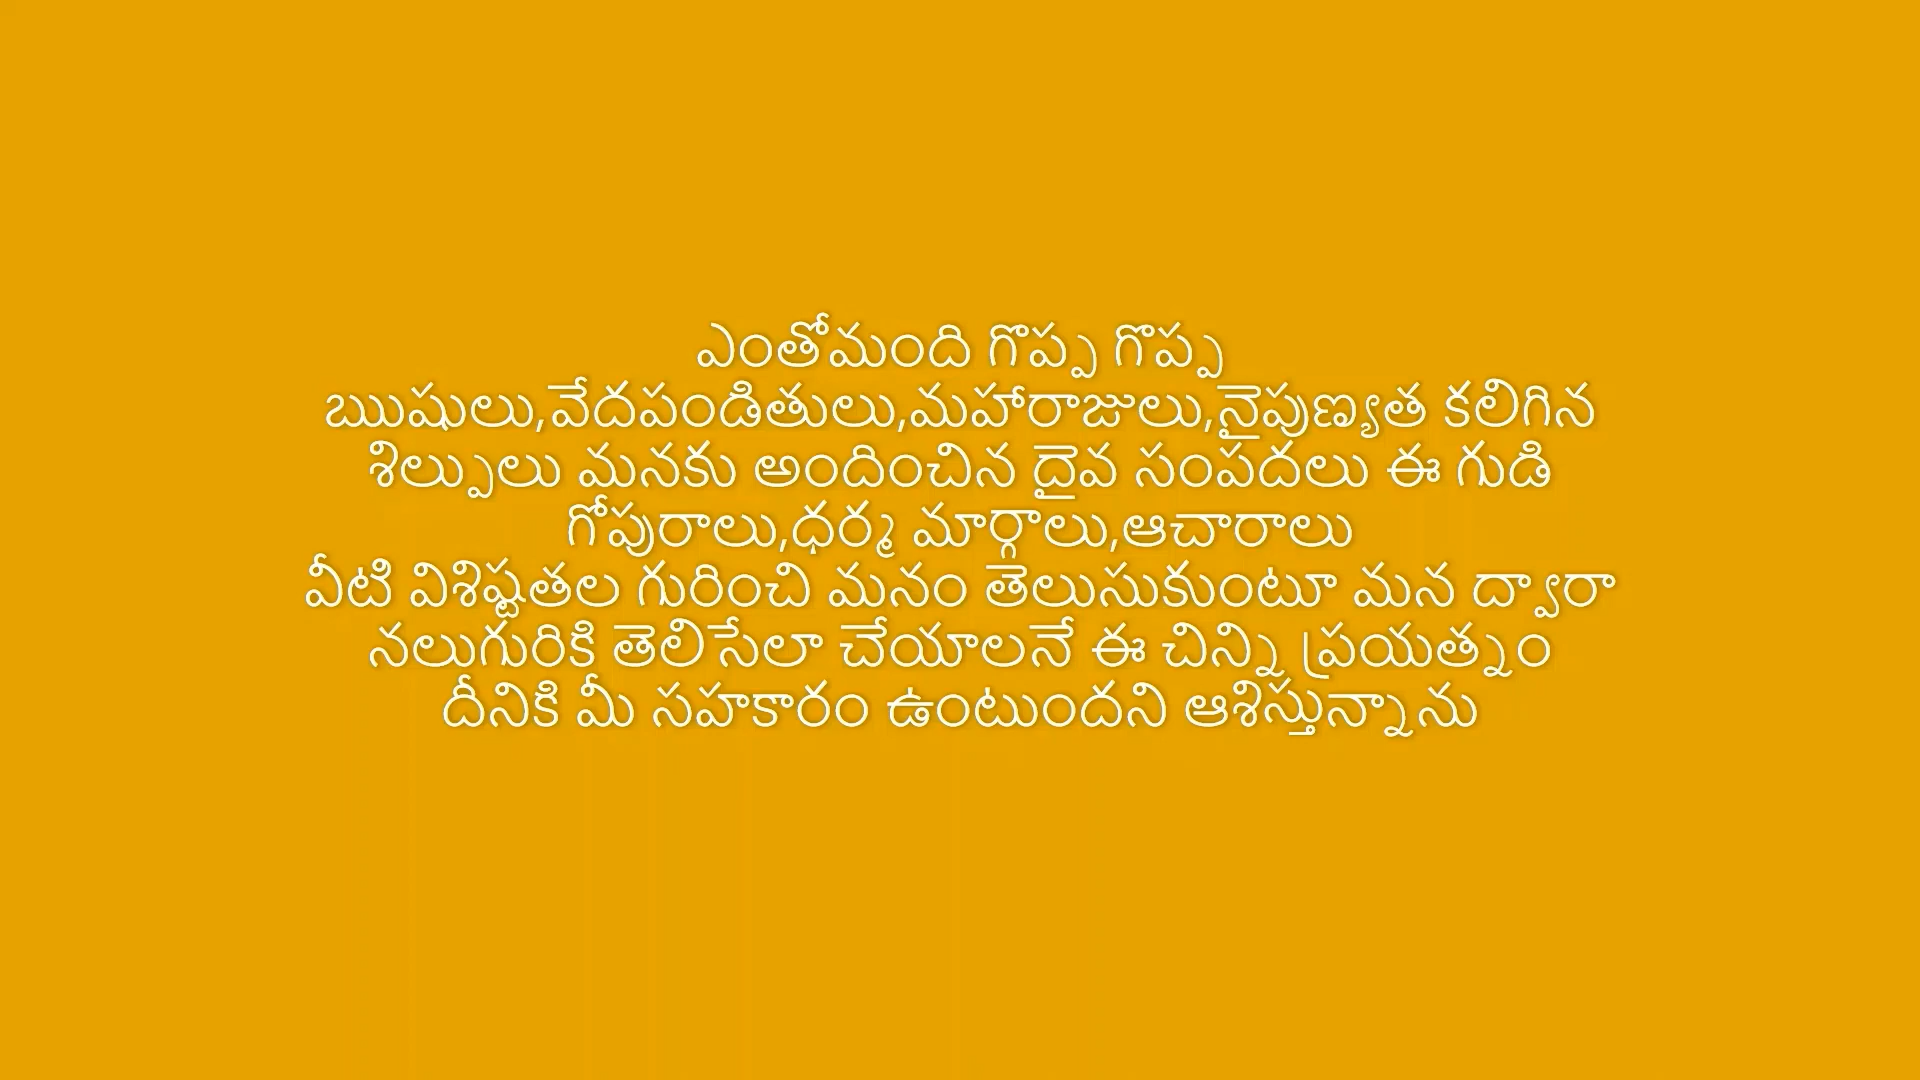 ఎంతోమంది గొప్ప గొప్ప
ఋషులు,వేదపండితులు,మహారాజులు,నైపుణ్యత కలిగిన
శిల్పులు మనకు అందించిన దైవ సంపదలు ఈ గుడి
గోపురాలు,ధర్మ మార్గాలు,ఆచారాలు
వీటి విశిష్టతల గురించి మనం తెలుసుకుంటూ మన ద్వారా
నలుగురికి తెలిసేలా చేయాలనే ఈ చిన్ని ప్రయత్నం
దీనికి మీ సహకారం ఉంటుందని ఆశిస్తున్నాను